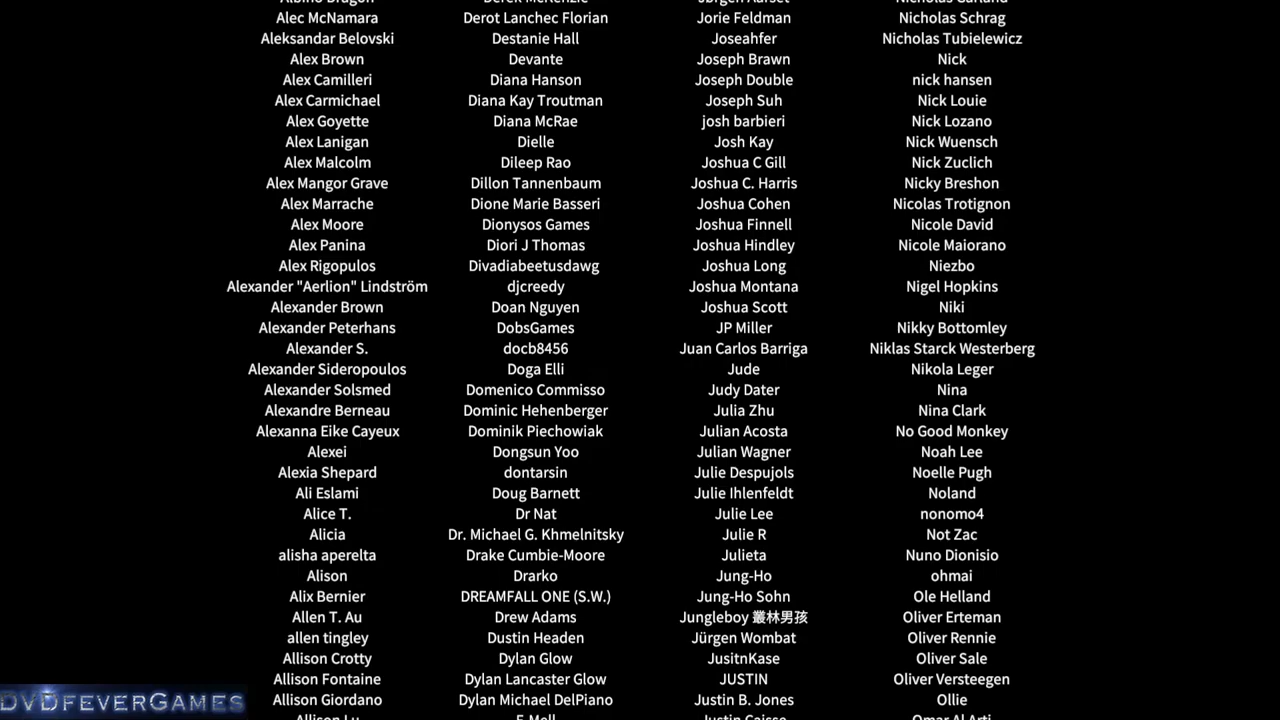 Alec McNamara
Aleksandar Belovski
Alex Brown
Alex Camilleri
Alex Carmichael
Alex Goyette
Alex Lanigan
Alex Malcolm
Alex Mangor Grave
Alex Marrache
Alex Moore
Alex Panina
Alex Rigopulos
Alexander "Aerlion" Lindström
Alexander Brown
Alexander Peterhans
Alexander S.
Alexander Sideropoulos
Alexander Solsmed
Alexandre Berneau
Alexanna Eike Cayeux
Alexei
Alexia Shepard
Ali Eslami
Alice T.
Alicia
alisha aperelta
Alison
Alix Bernier
Allen T. Au
allen tingley
Allison Crotty
Allison Fontaine
Allison Giordano
Derek McKenzie
Derot Lanchec Florian
Destanie Hall
Devante
Diana Hanson
Diana Kay Troutman
Diana McRae
Dielle
Dileep Rao
Dillon Tannenbaum
Dione Marie Basseri
Dionysos Games
Diori J Thomas
Divadiabeetusdawg
djcreedy
Doan Nguyen
DobsGames
docb8456
Doga Elli
Domenico Commisso
Dominic Hehenberger
Dominik Piechowiak
Dongsun Yoo
dontarsin
Doug Barnett
Dr Nat
Dr. Michael G. Khmelnitsky
Drake Cumbie-Moore
Drarko
DREAMFALL ONE (S.W.)
Drew Adams
Dustin Headen
Dylan Glow
Dylan Lancaster Glow
Dylan Michael DelPiano
Jorie Feldman
Joseahfer
Joseph Brawn
Joseph Double
Joseph Suh
josh barbieri
Josh Kay
Joshua C Gill
Joshua C. Harris
Joshua Cohen
Joshua Finnell
Joshua Hindley
Joshua Long
Joshua Montana
Joshua Scott
JP Miller
Juan Carlos Barriga
Jude
Judy Dater
Julia Zhu
Julian Acosta
Julian Wagner
Julie Despujols
Julie Ihlenfeldt
Julie Lee
Julie R
Julieta
Jung-Ho
Jung-Ho Sohn
Jungleboy 叢林男孩
Jürgen Wombat
JusitnKase
JUSTIN
Justin B. Jones
Nicholas Schrag
Nicholas Tubielewicz
Nick
nick hansen
Nick Louie
Nick Lozano
Nick Wuensch
Nick Zuclich
Nicky Breshon
Nicolas Trotignon
Nicole David
Nicole Maiorano
Niezbo
Nigel Hopkins
Niki
Nikky Bottomley
Niklas Starck Westerberg
Nikola Leger
Nina
Nina Clark
No Good Monkey
Noah Lee
Noelle Pugh
Noland
nonomo4
Not Zac
Nuno Dionisio
ohmai
Ole Helland
Oliver Erteman
Oliver Rennie
Oliver Sale
Oliver Versteegen
Ollie
DVDfeverGames